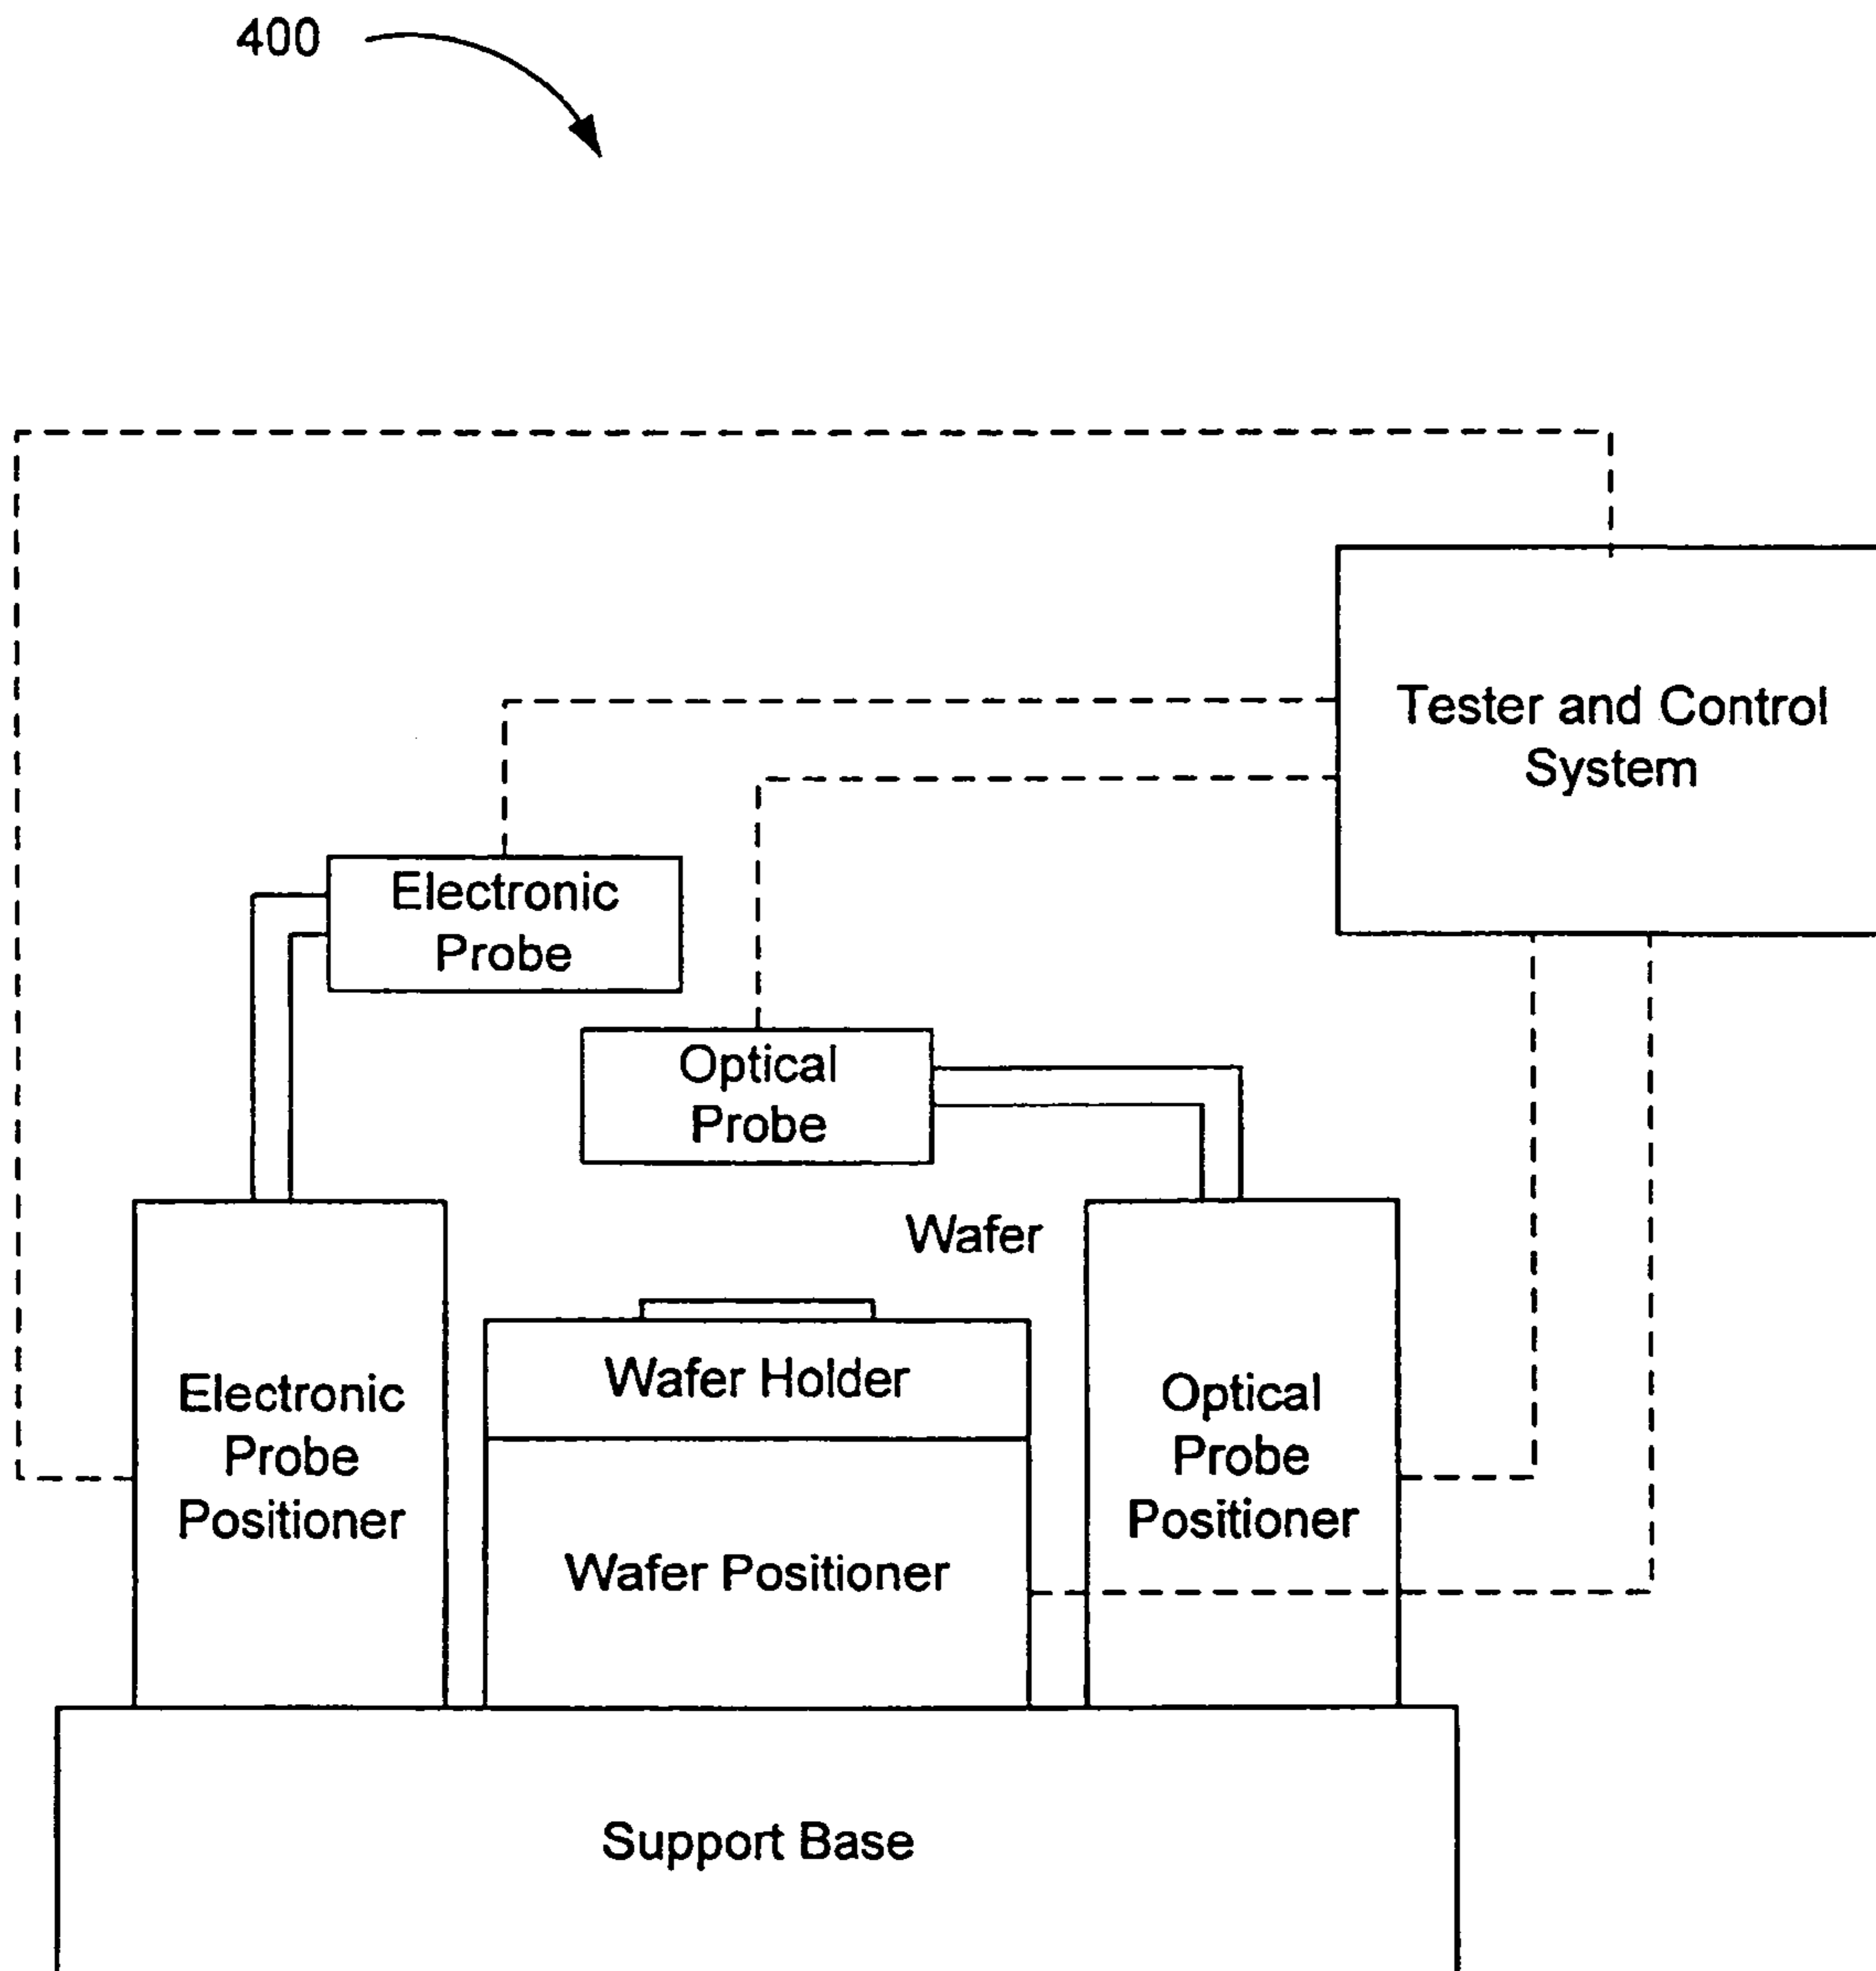 400
Tester and Control
System
Electronic
Probe
Optical
Probe
Wafer
Wafer Holder
Electronic
Probe
Positioner
Optical
Probe
Positioner
Wafer Positioner
Support Base